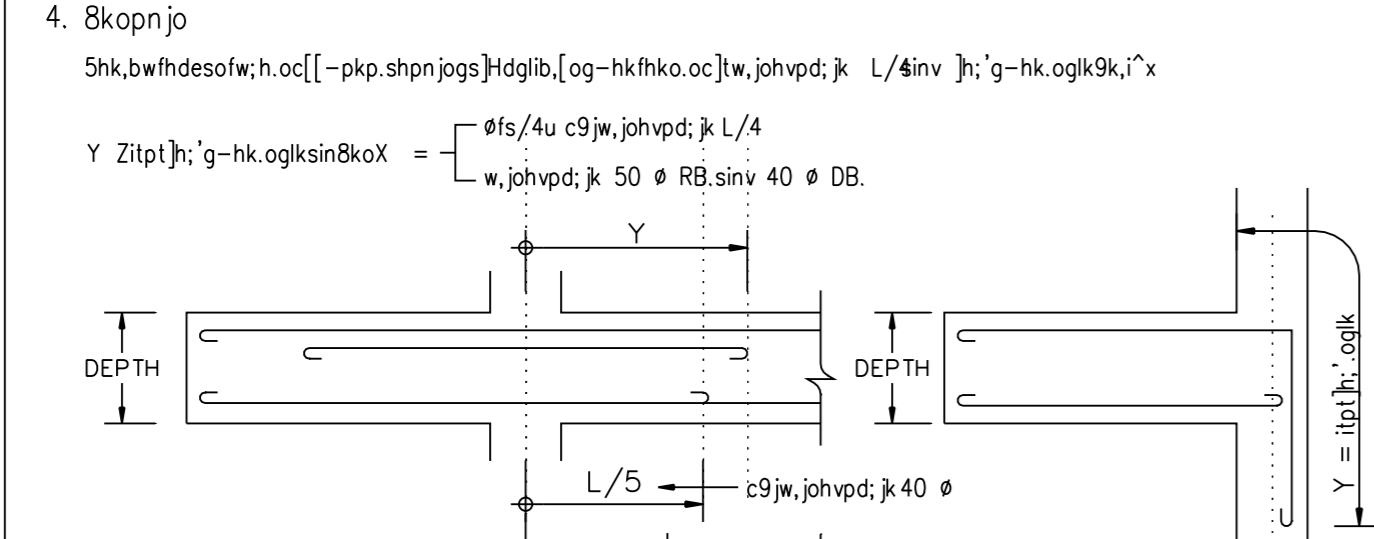 4. 8kopnjo
5hk,bwfhdesofw;h.oc[[-pkp.shpnjogs]Hdglib,[og-hkfhko.oc]tw,johvpd;jk L/4sinv ]h;'g-hk.oglk9k,i^x
Øfs/4u c9jw,johvpd;jk L/4
Y Zitpt]h;'g-hk.oglksin8koX =
w,johvpd;jk 50 Ø RB.sinv 40 Ø DB.
Y
DEPTH
DEPTH
Y = itpt]h;'.oglk
L/5
c9jw,johvpd;jk 40 Ø